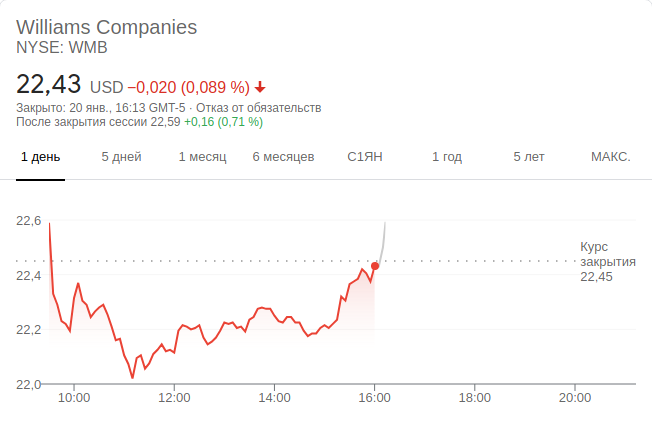 Williams Companies
NYSE: WMB
22,43 USD −0,020 (0,089 %)
Закрыто: 20 янв., 16:13 GMT-5 · Отказ от обязательств
После закрытия сессии 22,59 +0,16 (0,71 %)
1 день 5 дней 1 месяц 6 месяцев С1ЯН 1 год 5 лет МАКС.
22,6
Курс
закрытия
22,45
22,4
22,2
22,0
10:00 12:00 14:00 16:00 18:00 20:00